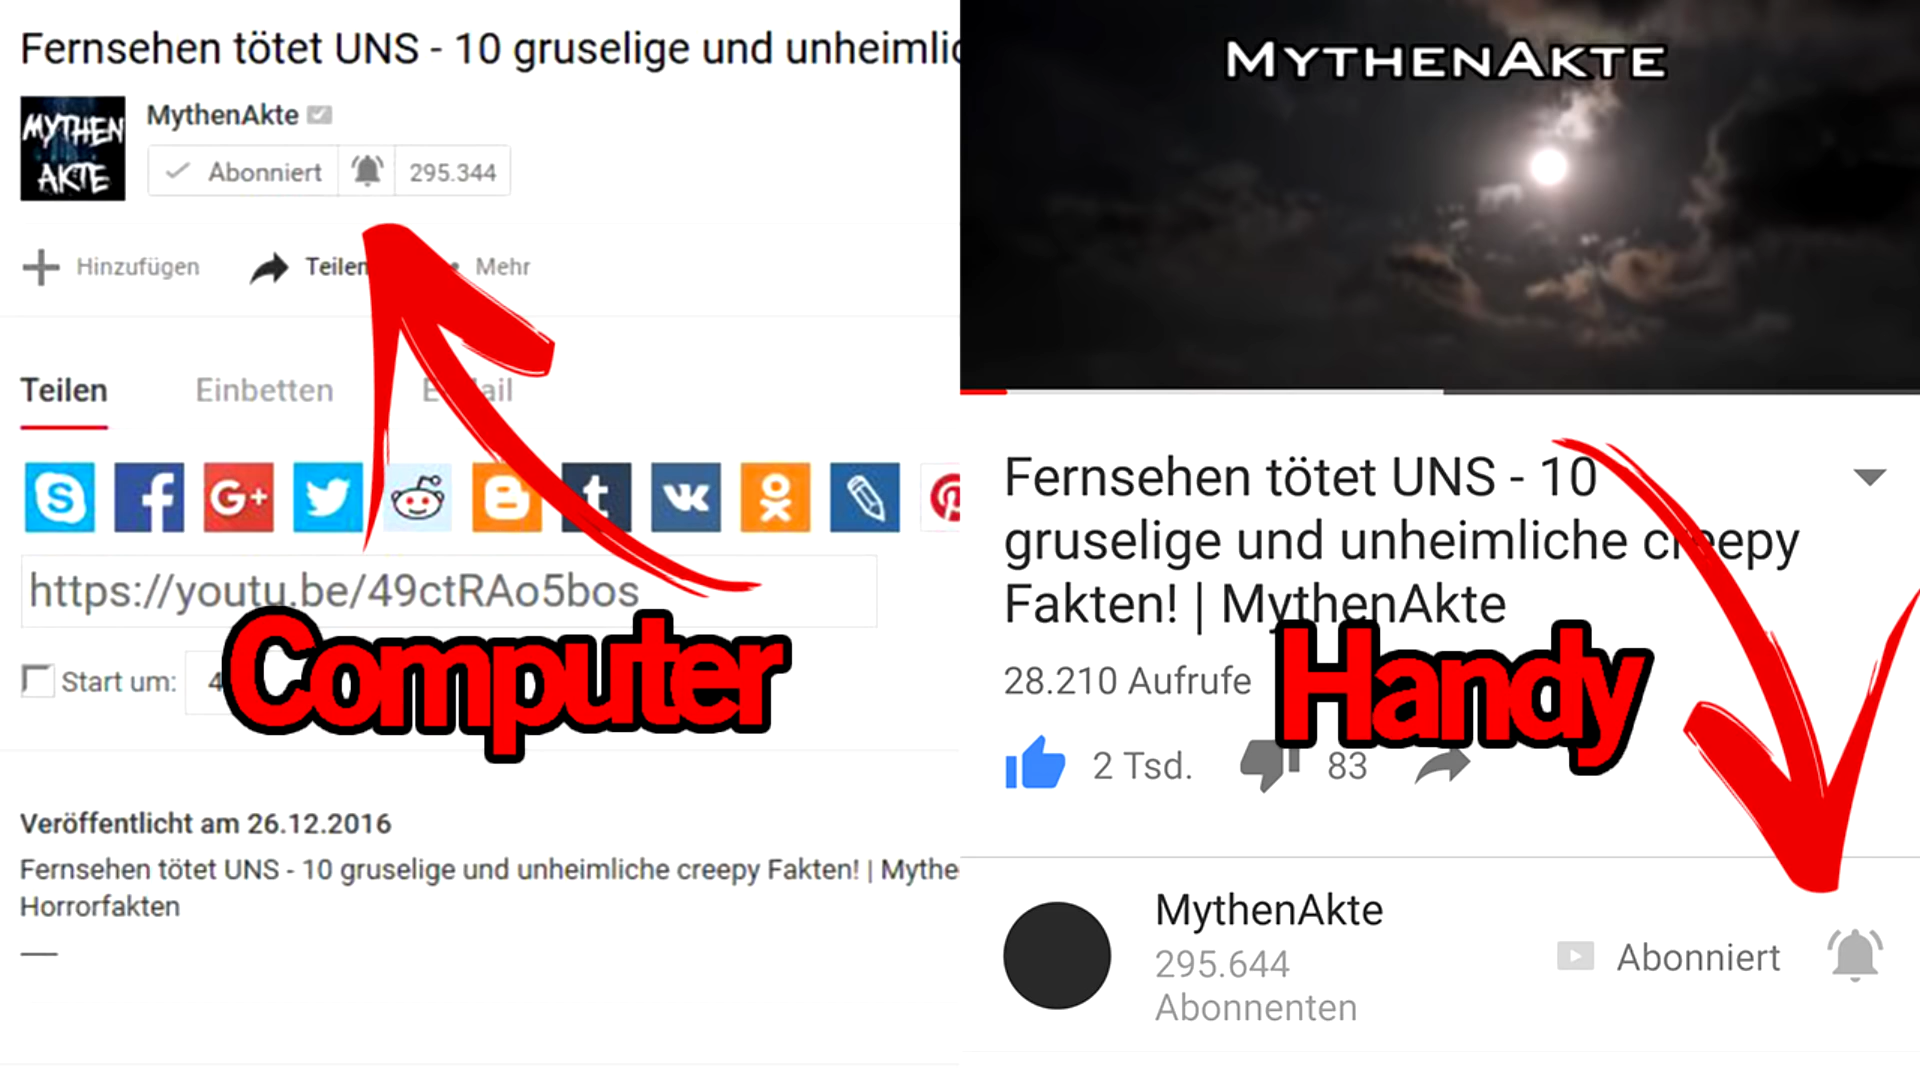 Fernsehen tötet UNS - 10 gruselige und unheimlic
MYTHEN
AKTE
MythenAkte
Abonniert
295.344
Hinzufügen
Teilen
Mehr
Teilen
Einbetten
E-Mail
https://youtu.be/49ctRAo5bos
Computer
Start um:
4
Veröffentlicht am 26.12.2016
Fernsehen tötet UNS - 10 gruselige und unheimliche creepy Fakten! | Mythe
Horrorfakten
MYTHENAKTE
Fernsehen tötet UNS - 10
gruselige und unheimliche creepy
Fakten! | MythenAkte
28.210 Aufrufe
Handy
2 Tsd.
83
MythenAkte
295.644
Abonnenten
Abonniert